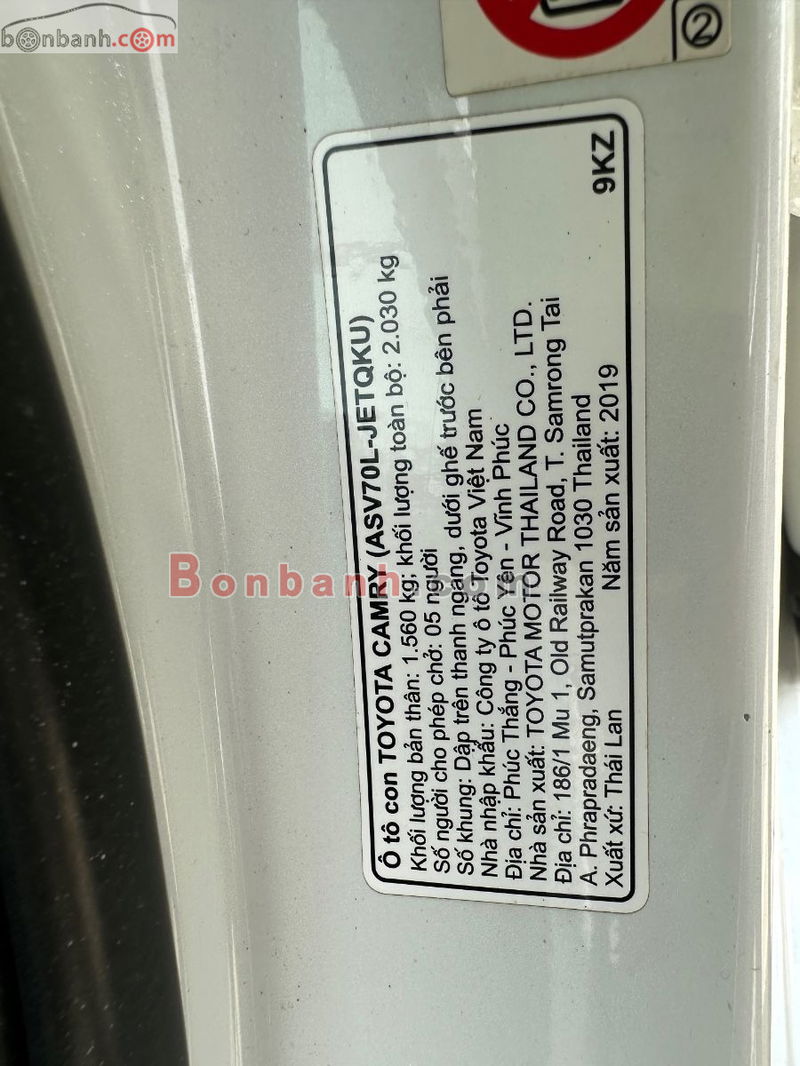 bonbanh.com
②
Ô tô con TOYOTA CAMRY (ASV70L-JETQKU)
Khối lượng bản thân: 1.560 kg; khối lượng toàn bộ: 2.030 kg
Số người cho phép chở: 05 người
Số khung: Dập trên thanh ngang, dưới ghế trước bên phải
Nhà nhập khẩu: Công ty ô tô Toyota Việt Nam
Địa chỉ: Phúc Thắng - Phúc Yên - Vĩnh Phúc
Nhà sản xuất: TOYOTA MOTOR THAILAND CO., LTD.
Địa chỉ: 186/1 Mu 1, Old Railway Road, T. Samrong Tai
A. Phrapradaeng, Samutprakan 1030 Thailand
Xuất xứ: Thái Lan Năm sản xuất: 2019
9KZ
Bonbanh.com